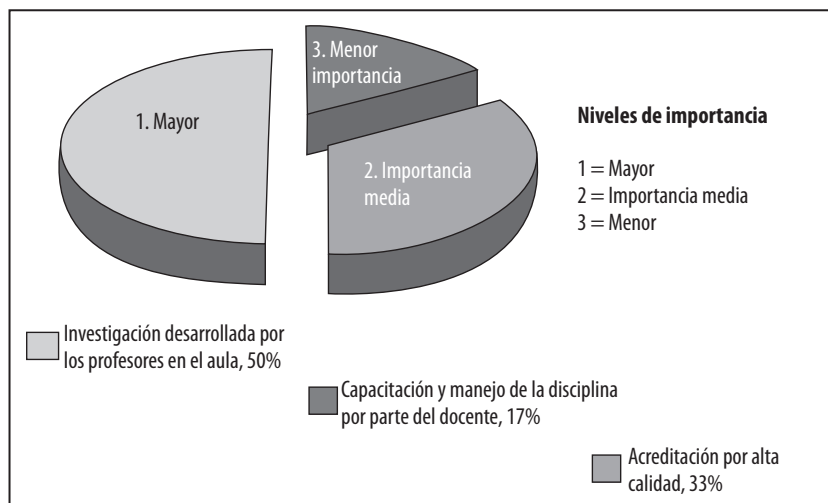 3. Menor
importancia
1. Mayor
2. Importancia
media
Niveles de importancia
1 = Mayor
2 = Importancia media
3 = Menor
Investigación desarrollada por
los profesores en el aula, 50%
Capacitación y manejo de la disciplina
por parte del docente, 17%
Acreditación por alta
calidad, 33%